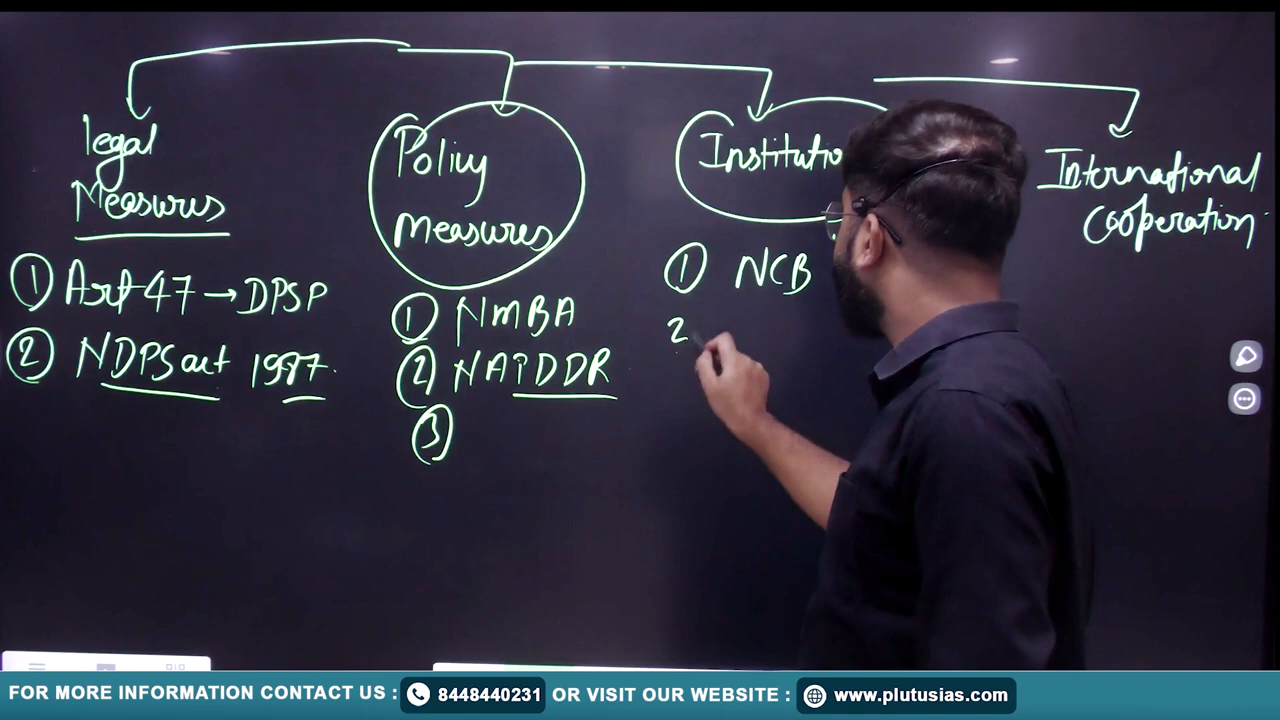 legal
Measures
① Art 47 → DPSP
② NDPS act 1987.
Policy
Measures
① NMBA
② NAPDDR
③
Institutio
① NCB
2
International
Cooperation
FOR MORE INFORMATION CONTACT US : 8448440231 OR VISIT OUR WEBSITE : www.plutusias.com